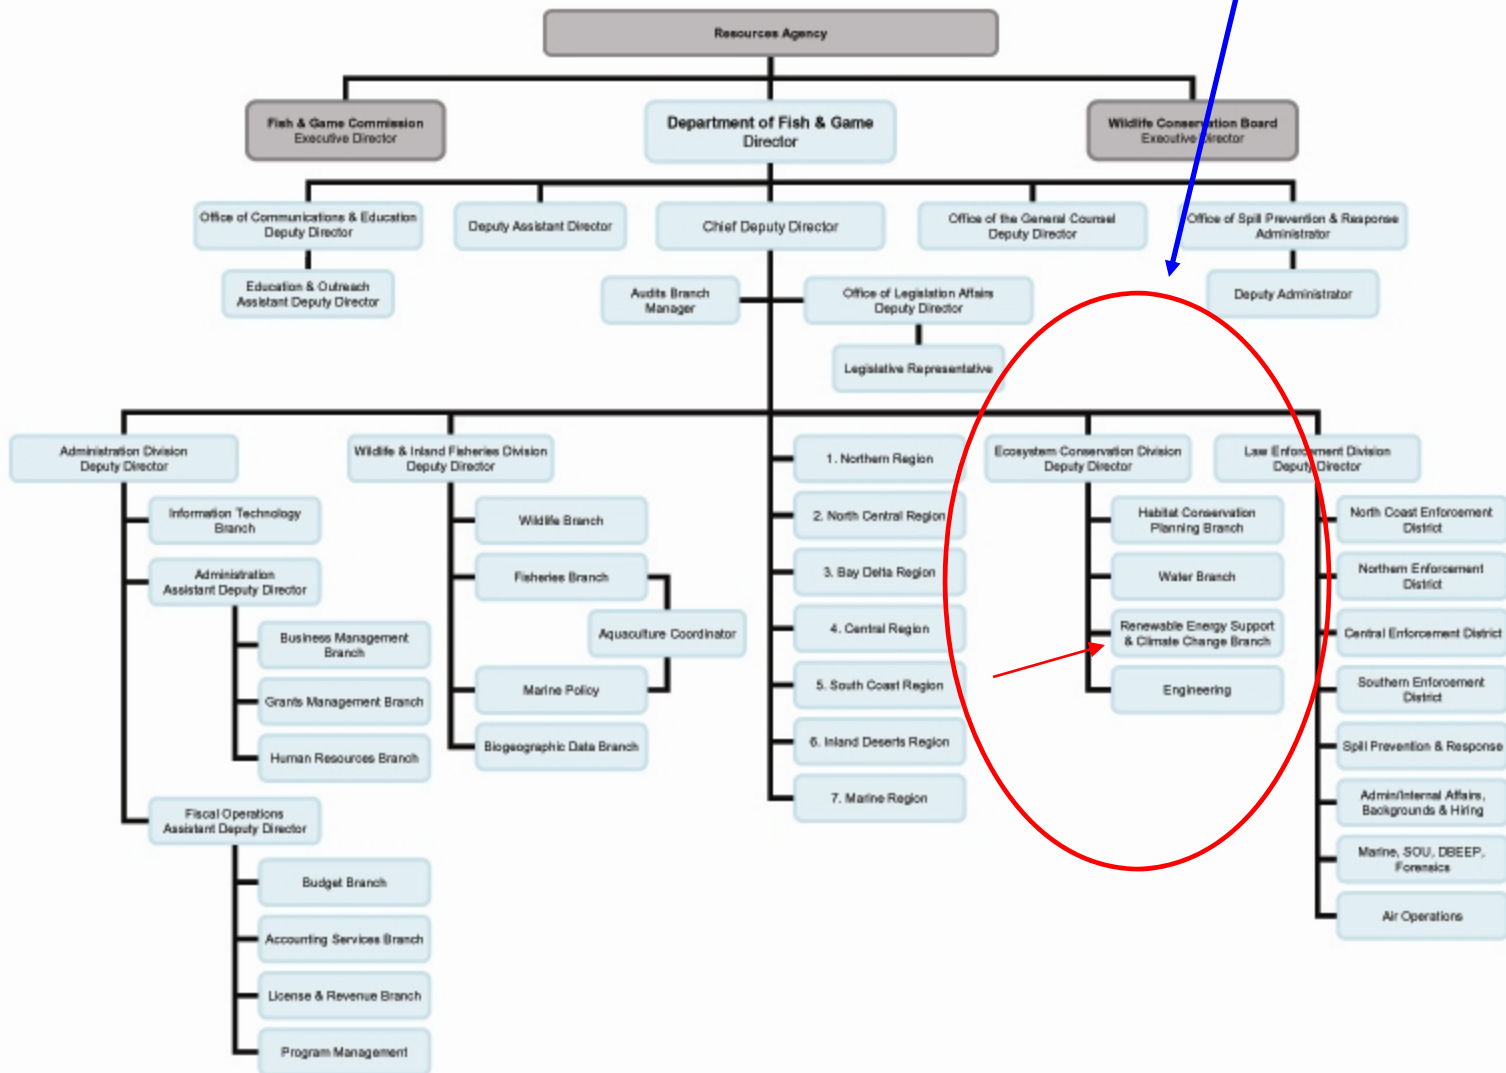 Resources Agency
Fish & Game Commission
Executive Director
Department of Fish & Game
Director
Wildlife Conservation Board
Executive Director
Office of Communications & Education
Deputy Director
Deputy Assistant Director
Chief Deputy Director
Office of the General Counsel
Deputy Director
Office of Spill Prevention & Response
Administrator
Education & Outreach
Assistant Deputy Director
Audits Branch
Manager
Office of Legislation Affairs
Deputy Director
Deputy Administrator
Legislative Representative
Administration Division
Deputy Director
Information Technology
Branch
Administration
Assistant Deputy Director
Business Management
Branch
Grants Management Branch
Human Resources Branch
Fiscal Operations
Assistant Deputy Director
Budget Branch
Accounting Services Branch
License & Revenue Branch
Program Management
Wildlife & Inland Fisheries Division
Deputy Director
Wildlife Branch
Fisheries Branch
Aquaculture Coordinator
Marine Policy
Biogeographic Data Branch
1. Northern Region
2. North Central Region
3. Bay Delta Region
4. Central Region
5. South Coast Region
6. Inland Deserts Region
7. Marine Region
Ecosystem Conservation Division
Deputy Director
Habitat Conservation
Planning Branch
Water Branch
Renewable Energy Support
& Climate Change Branch
Engineering
Law Enforcement Division
Deputy Director
North Coast Enforcement
District
Northern Enforcement
District
Central Enforcement District
Southern Enforcement
District
Spill Prevention & Response
Admin/Internal Affairs,
Backgrounds & Hiring
Marine, SOU, DBEEP,
Forensics
Air Operations